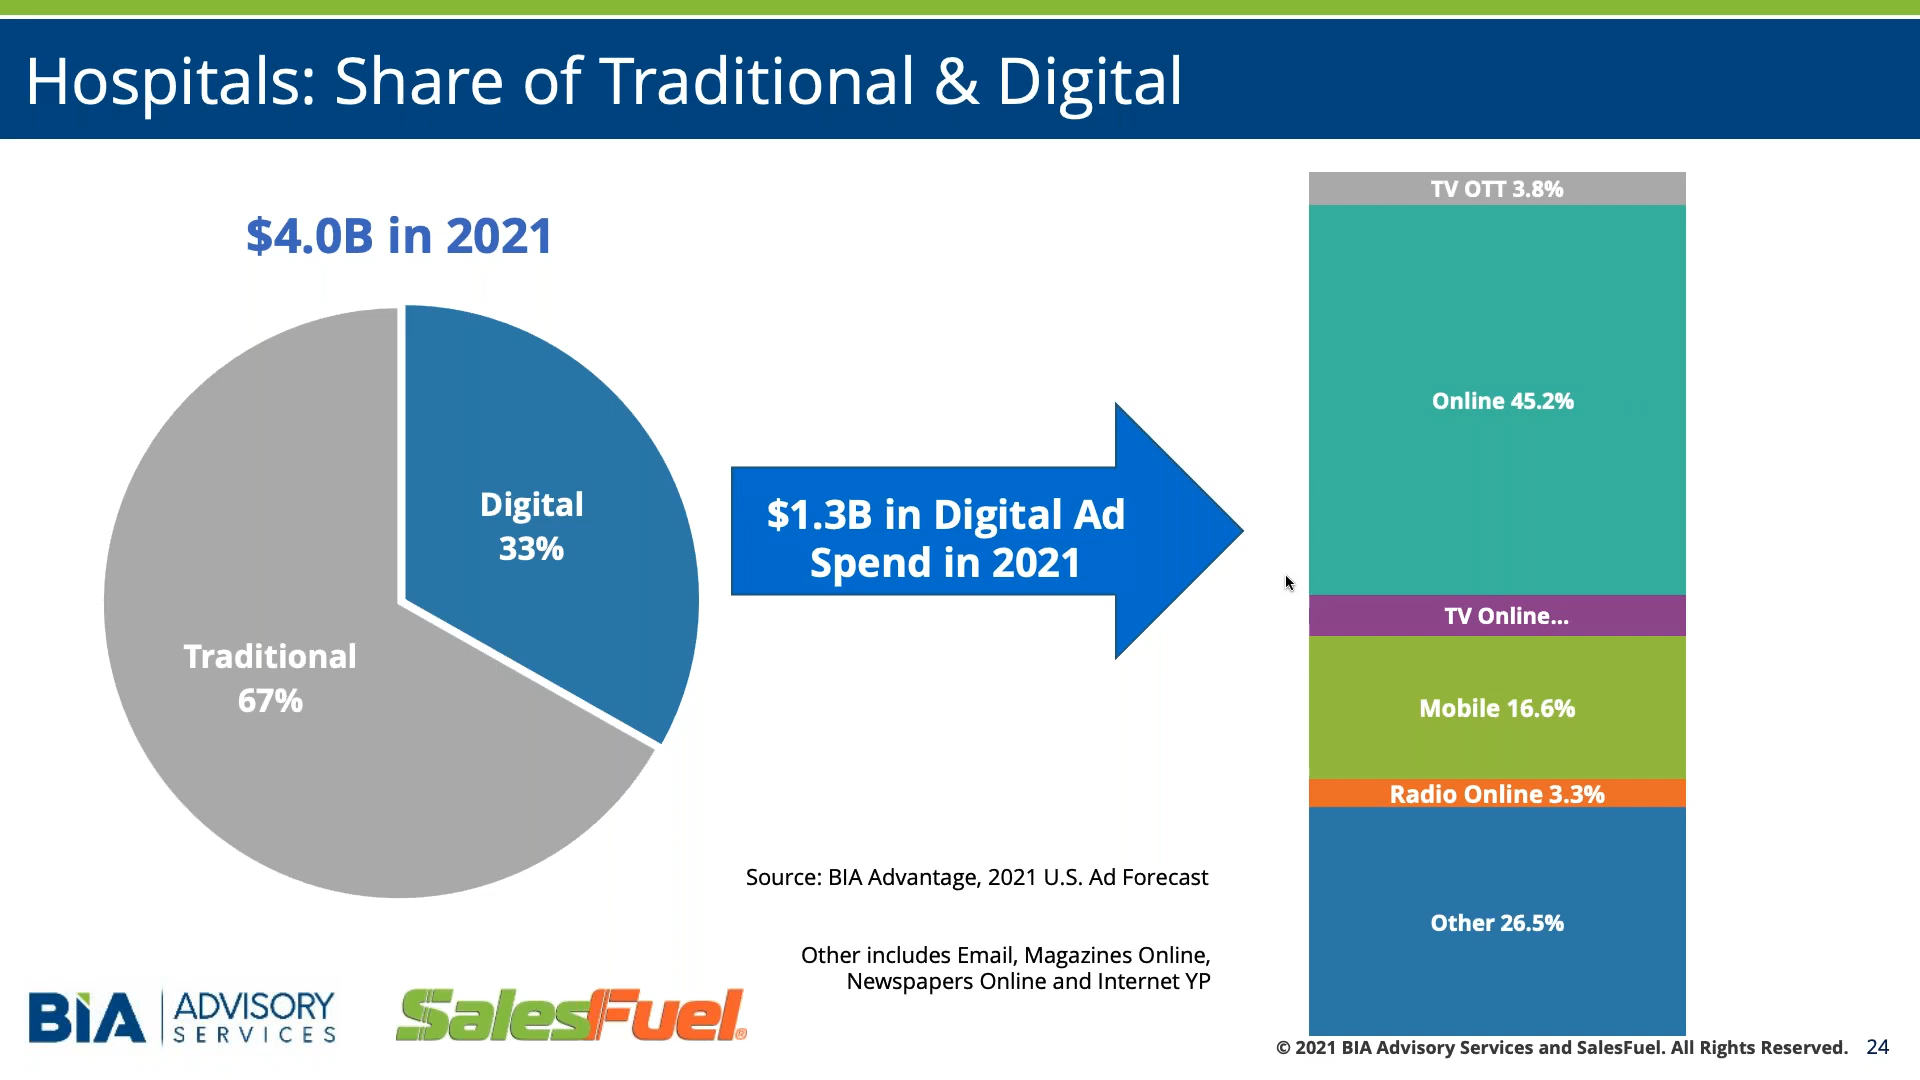 Hospitals: Share of Traditional & Digital
$4.0B in 2021
Digital
33%
Traditional
67%
$1.3B in Digital Ad
Spend in 2021
TV OTT 3.8%
Online 45.2%
TV Online...
Mobile 16.6%
Radio Online 3.3%
Other 26.5%
Source: BIA Advantage, 2021 U.S. Ad Forecast
Other includes Email, Magazines Online,
Newspapers Online and Internet YP
BIA ADVISORY
SERVICES
SalesFuel®
© 2021 BIA Advisory Services and SalesFuel. All Rights Reserved. 24